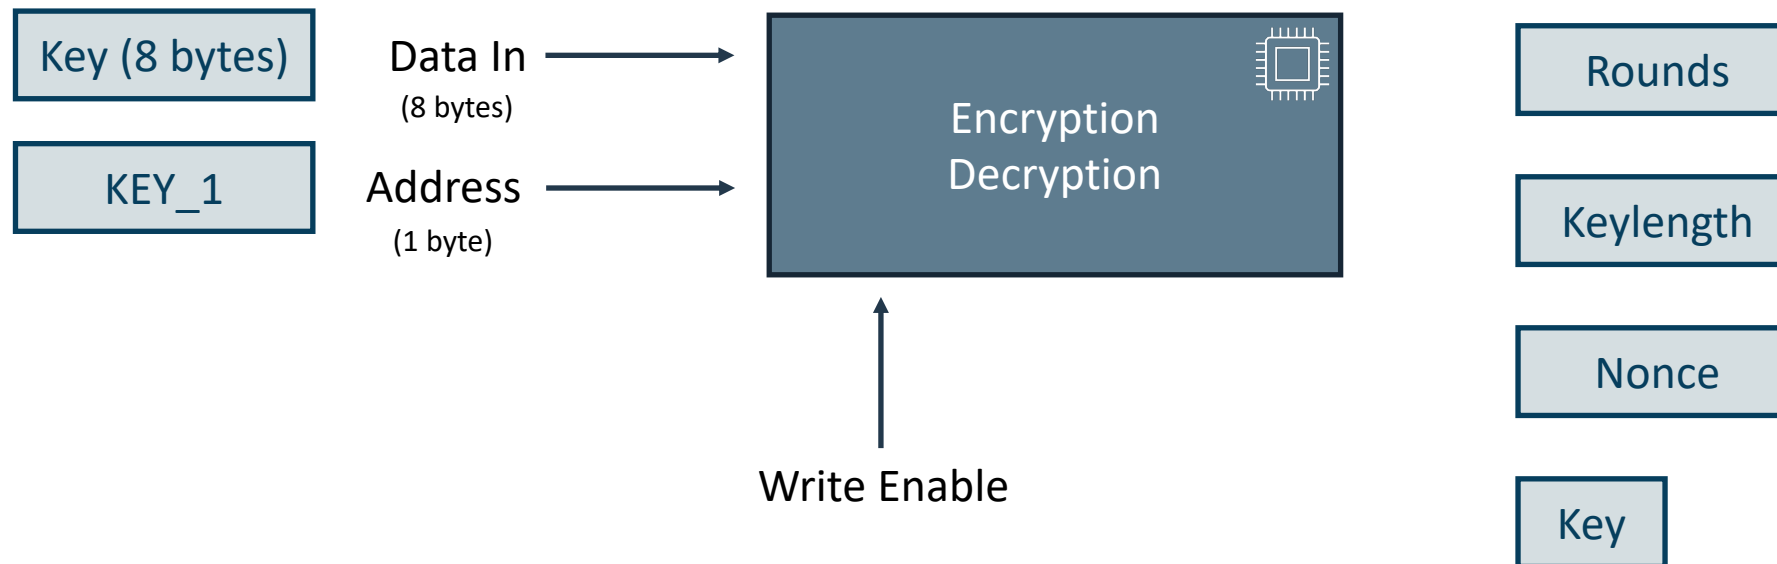 Key (8 bytes)
Data In
(8 bytes)
KEY_1
Address
(1 byte)
Encryption
Decryption
Write Enable
Rounds
Keylength
Nonce
Key